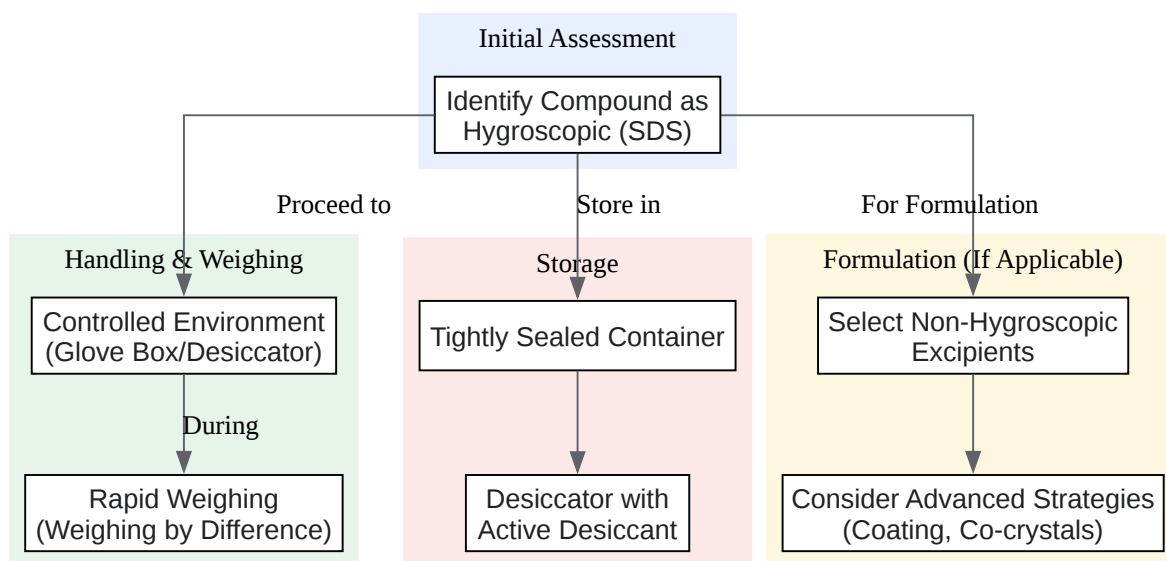 Initial Assessment
Identify Compound as
Hygroscopic (SDS)
Proceed to
Store in
For Formulation
Handling & Weighing
Controlled Environment
(Glove Box/Desiccator)
During
Rapid Weighing
(Weighing by Difference)
Storage
Tightly Sealed Container
Desiccator with
Active Desiccant
Formulation (If Applicable)
Select Non-Hygroscopic
Excipients
Consider Advanced Strategies
(Coating, Co-crystals)